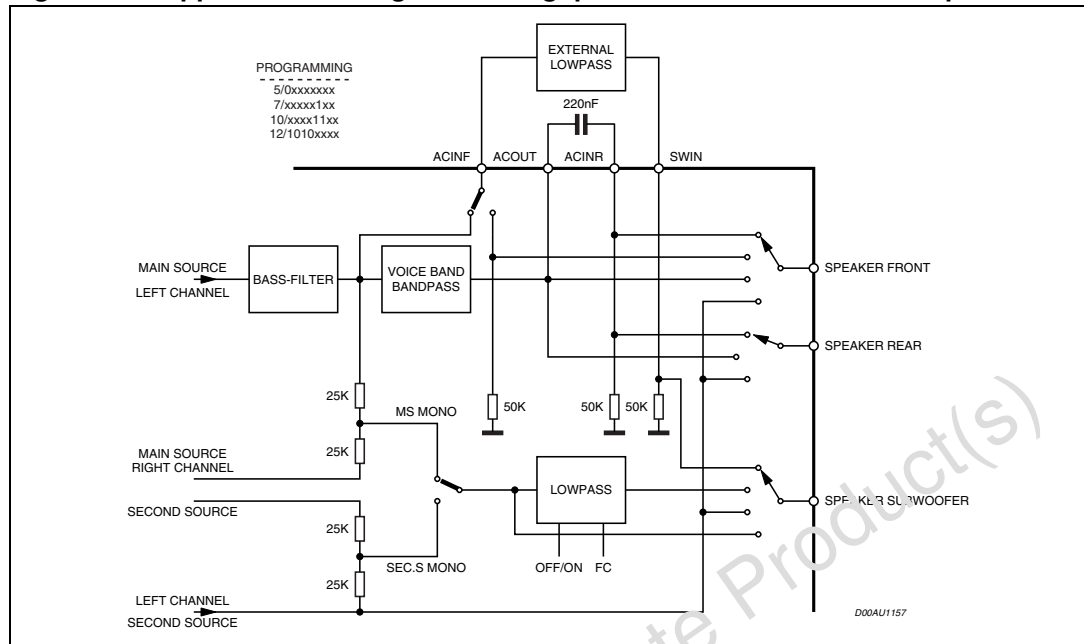 EXTERNAL
LOWPASS
PROGRAMMING
5/0xxxxxxx
7/xxxxx1xx
10/xxxx11xx
12/1010xxxx
220nF
ACINF
ACOUT
ACINR
SWIN
MAIN SOURCE
LEFT CHANNEL
BASS-FILTER
VOICE BAND
BANDPASS
SPEAKER FRONT
SPEAKER REAR
25K
MS MONO
50K
50K
50K
25K
MAIN SOURCE
RIGHT CHANNEL
LOWPASS
SECOND SOURCE
SPEAKER SUBWOOFER
25K
SEC.S MONO
OFF/ON
FC
25K
LEFT CHANNEL
SECOND SOURCE
D00AU1157
te Product(s)